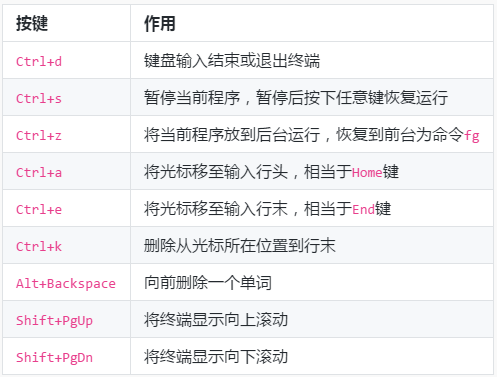 按键 作用
Ctrl+d 键盘输入结束或退出终端
Ctrl+s 暂停当前程序，暂停后按下任意键恢复运行
Ctrl+z 将当前程序放到后台运行，恢复到前台为命令fg
Ctrl+a 将光标移至输入行头，相当于Home键
Ctrl+e 将光标移至输入行末，相当于End键
Ctrl+k 删除从光标所在位置到行末
Alt+Backspace 向前删除一个单词
Shift+PgUp 将终端显示向上滚动
Shift+PgDn 将终端显示向下滚动